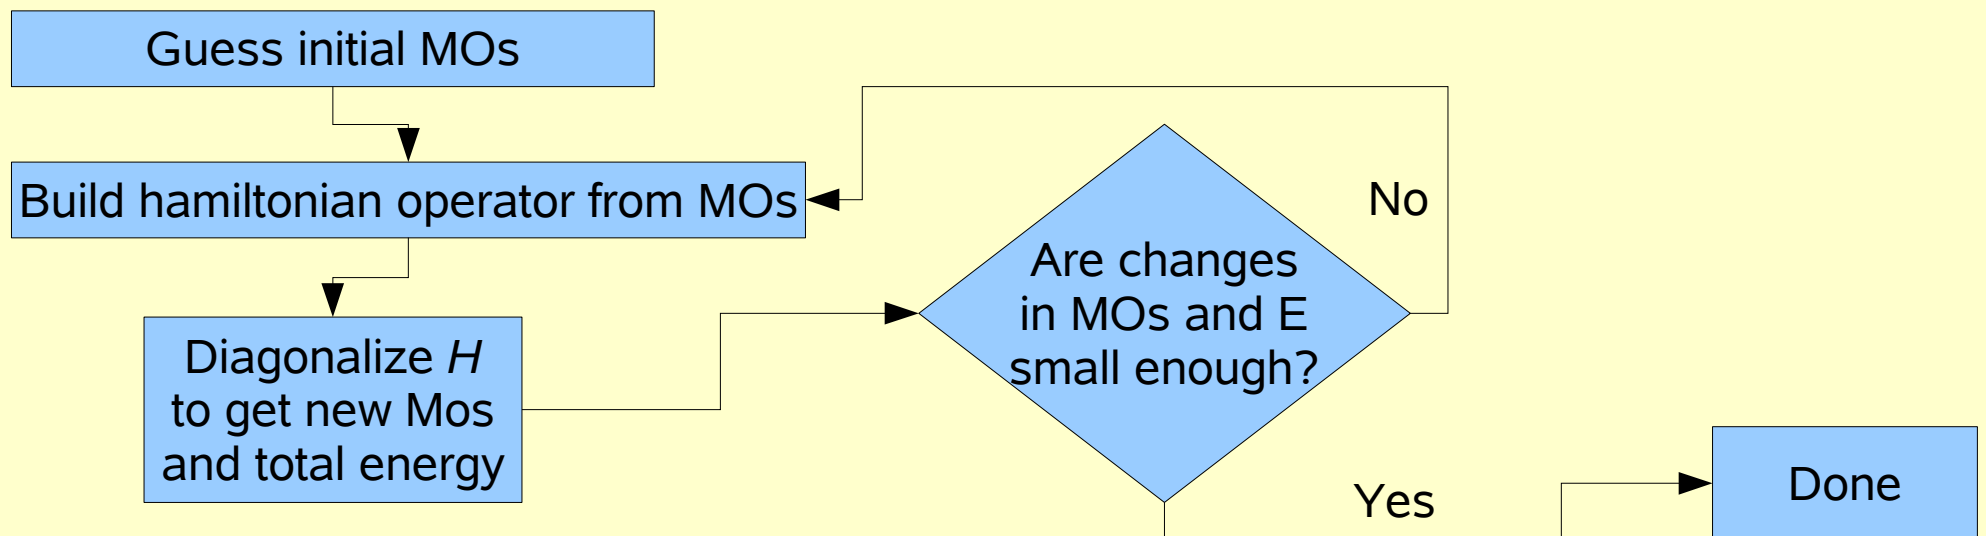 Guess initial MOs
Build hamiltonian operator from MOs
No
Are changes
in MOs and E
small enough?
Diagonalize H
to get new Mos
and total energy
Yes
Done